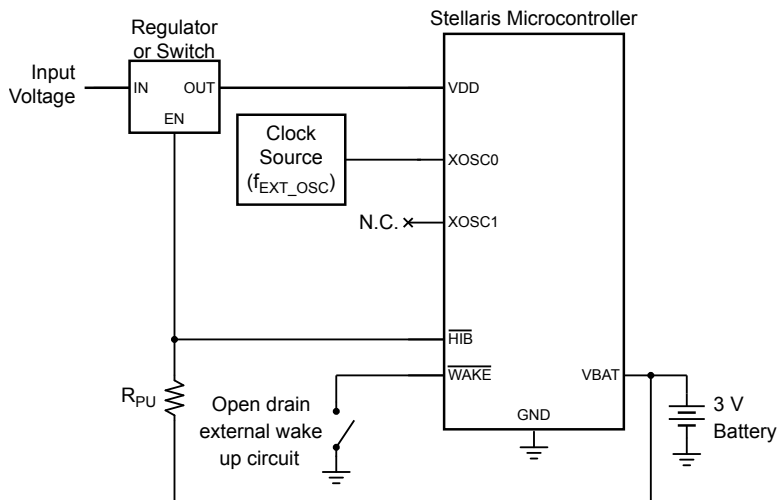 Stellaris Microcontroller
Regulator
or Switch
Input
Voltage
IN
OUT
EN
VDD
Clock
Source
(fEXT_OSC)
XOSC0
N.C.
XOSC1
HIB
WAKE
VBAT
RPU
Open drain
external wake
up circuit
GND
3 V
Battery